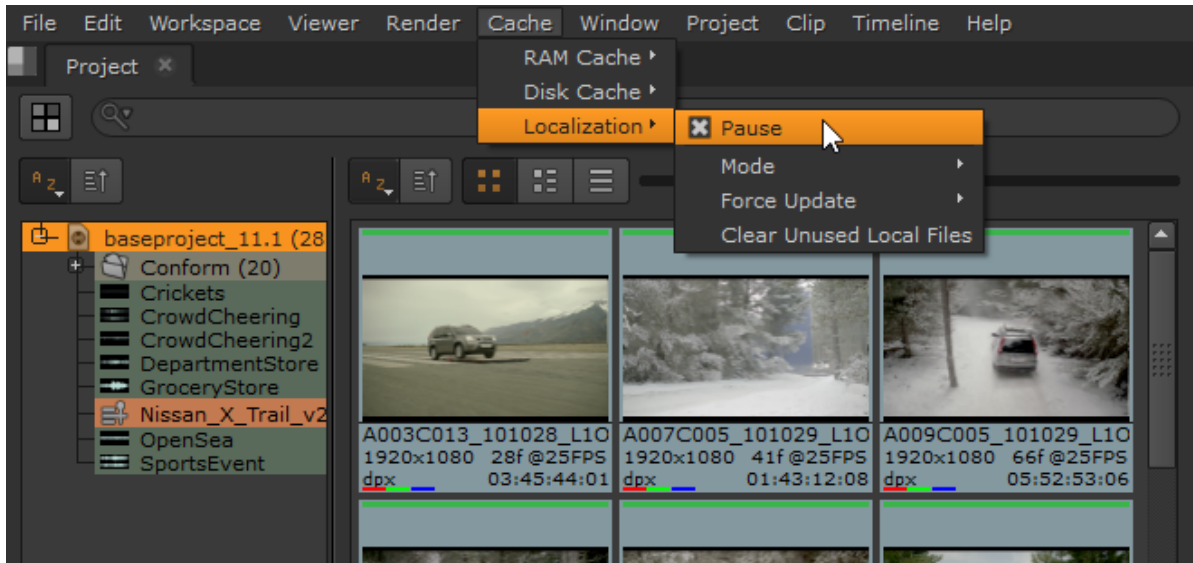 File Edit Workspace Viewer Render Cache Window Project Clip Timeline Help
Project
RAM Cache
Disk Cache
Localization
Pause
Mode
Force Update
Clear Unused Local Files
A Z
A Z
baseproject_11.1 (28
Conform (20)
Crickets
CrowdCheering
CrowdCheering2
DepartmentStore
GroceryStore
Nissan_X_Trail_v2
OpenSea
SportsEvent
A003C013_101028_L1O
1920x1080 28f@25FPS
dpx 03:45:44:01
A007C005_101029_L1O
1920x1080 41f@25FPS
dpx 01:43:12:08
A009C005_101029_L1O
1920x1080 66f@25FPS
dpx 05:52:53:06